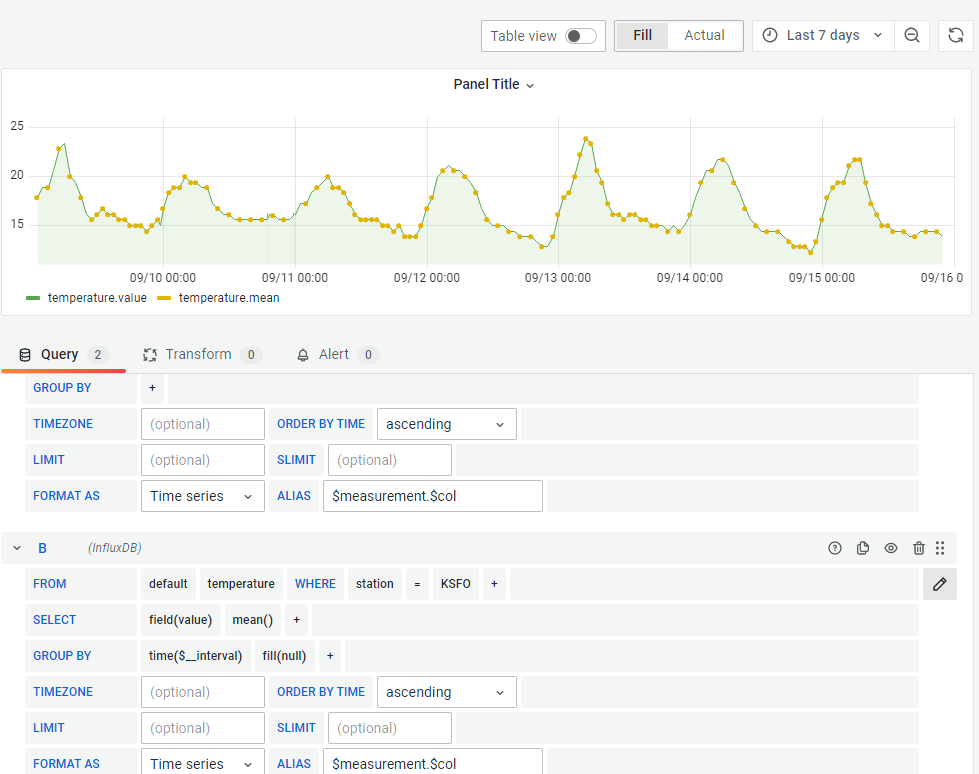 Table view Fill Actual Last 7 days
Panel Title
25
20
15
09/10 00:00 09/11 00:00 09/12 00:00 09/13 00:00 09/14 00:00 09/15 00:00 09/16 0
temperature.value temperature.mean
Query 2 Transform 0 Alert 0
GROUP BY +
TIMEZONE (optional) ORDER BY TIME ascending
LIMIT (optional) SLIMIT (optional)
FORMAT AS Time series ALIAS $measurement.$col
B (InfluxDB)
FROM default temperature WHERE station = KSFO +
SELECT field(value) mean() +
GROUP BY time($__interval) fill(null) +
TIMEZONE (optional) ORDER BY TIME ascending
LIMIT (optional) SLIMIT (optional)
FORMAT AS Time series ALIAS $measurement.$col